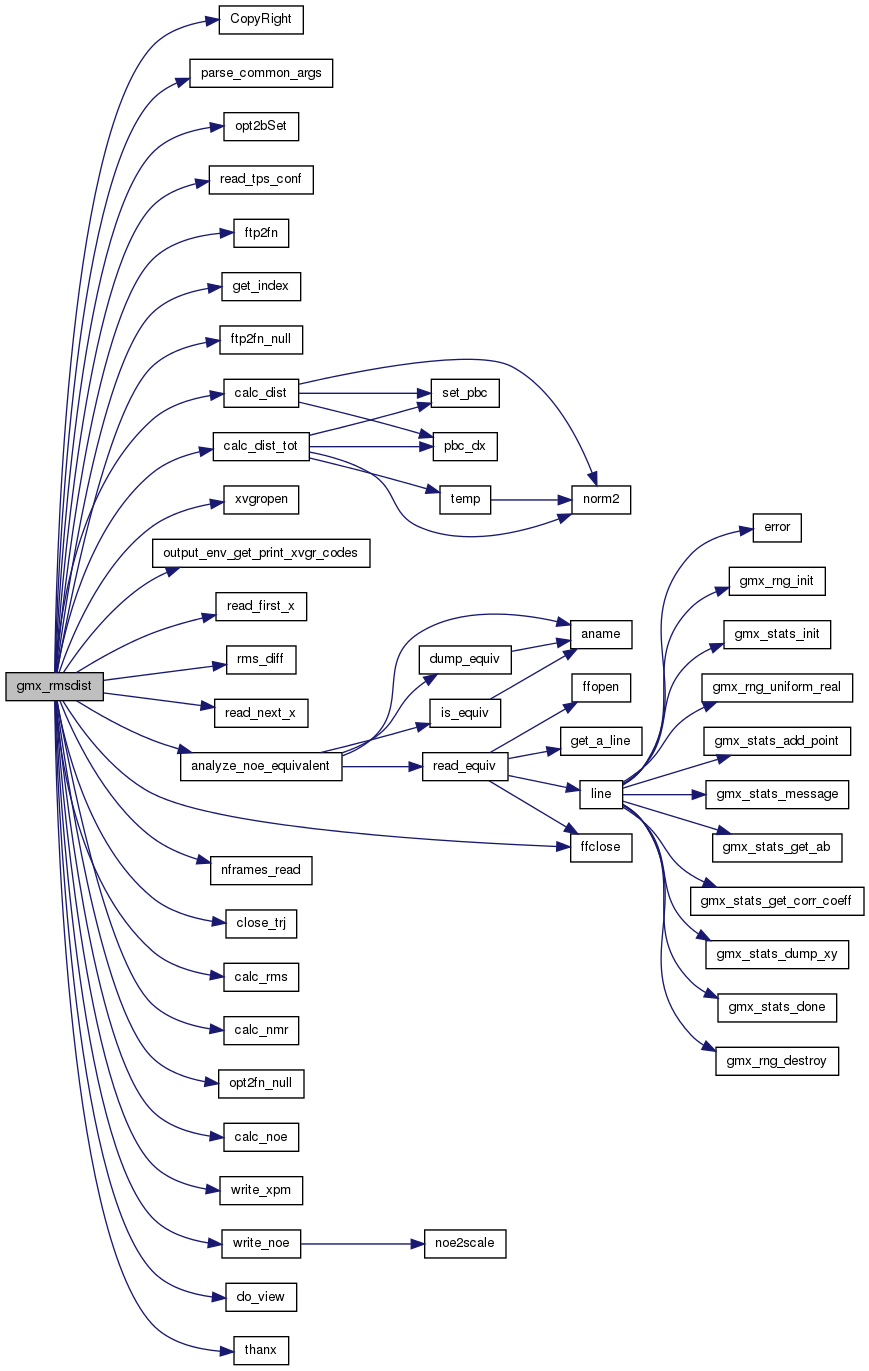 CopyRight
parse_common_args
opt2bSet
read_tps_conf
ftp2fn
get_index
ftp2fn_null
calc_dist
set_pbc
calc_dist_tot
pbc_dx
xvgropen
temp
norm2
error
output_env_get_print_xvgr_codes
gmx_rng_init
read_first_x
aname
gmx_stats_init
rms_diff
dump_equiv
gmx_rmsdist
ffopen
gmx_rng_uniform_real
read_next_x
is_equiv
get_a_line
gmx_stats_add_point
analyze_noe_equivalent
read_equiv
line
gmx_stats_message
ffclose
gmx_stats_get_ab
nframes_read
gmx_stats_get_corr_coeff
close_trj
gmx_stats_dump_xy
calc_rms
gmx_stats_done
calc_nmr
gmx_rng_destroy
opt2fn_null
calc_noe
write_xpm
write_noe
noe2scale
do_view
thanx